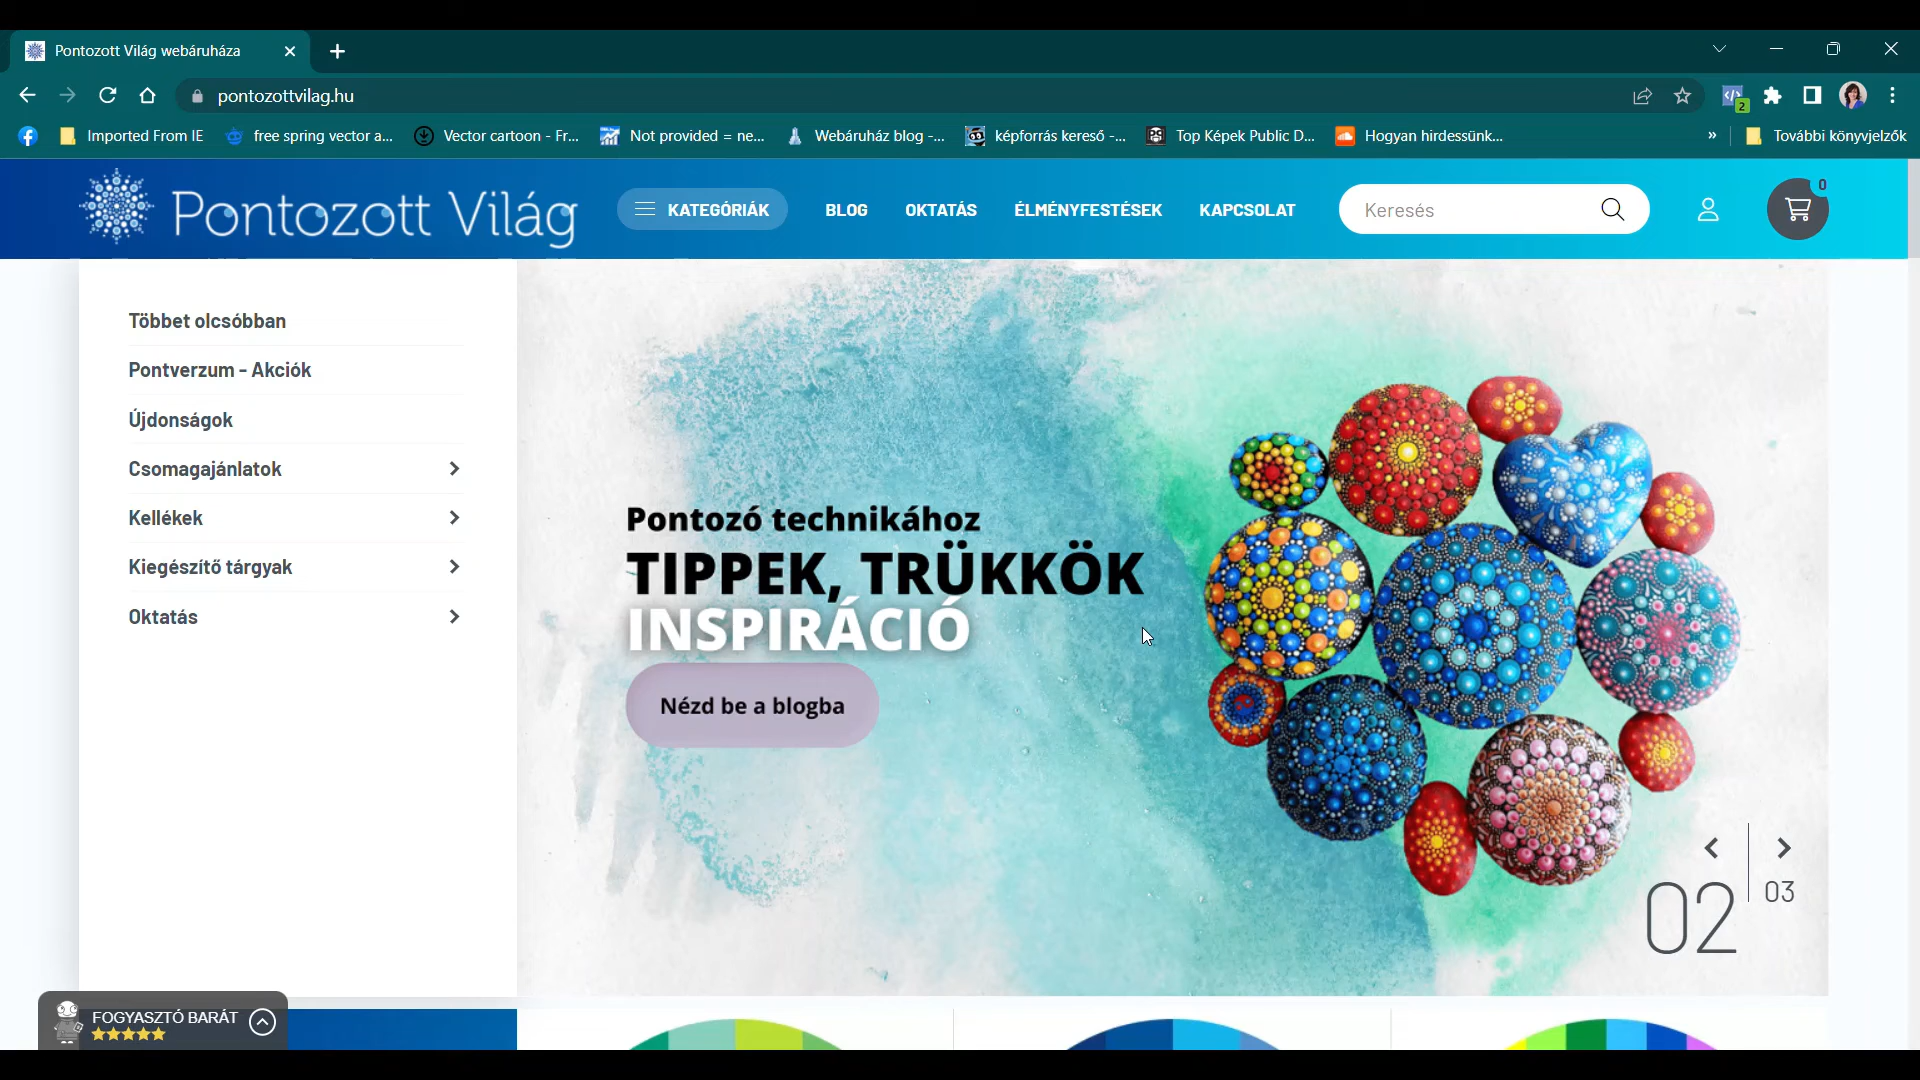 Pontozott Világ webáruháza
pontozottvilag.hu
2
Imported From IE
free spring vector a...
Vector cartoon - Fr...
Not provided = ne...
Webáruház blog -...
képforrás kereső -...
Top Képek Public D...
Hogyan hirdessünk...
»
További könyvjelzők
Pontozott Világ
KATEGÓRIÁK
BLOG
OKTATÁS
ÉLMÉNYFESTÉSEK
KAPCSOLAT
Keresés
0
Többet olcsóbban
Pontverzum - Akciók
Újdonságok
Csomagajánlatok
Kellékek
Kiegészítő tárgyak
Oktatás
Pontozó technikához
TIPPEK, TRÜKKÖK
INSPIRÁCIÓ
Nézd be a blogba
02
03
FOGYASZTÓ BARÁT